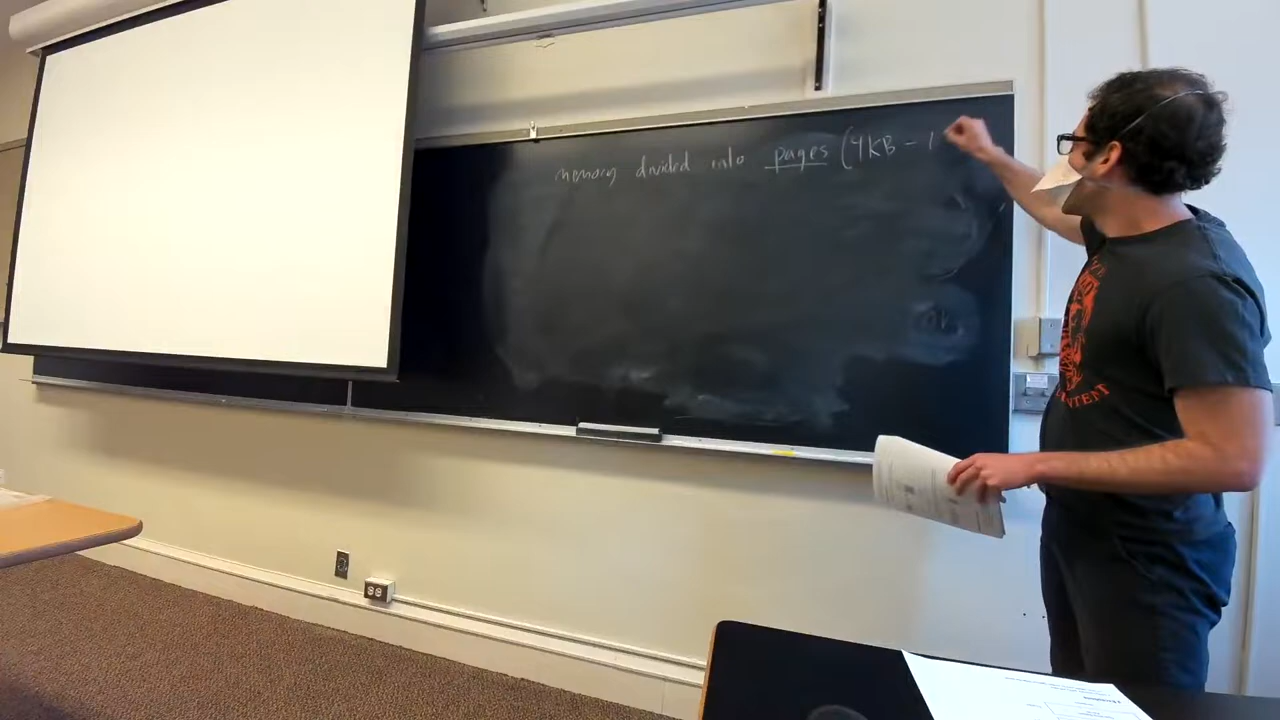 memory divided into pages (4KB - 1